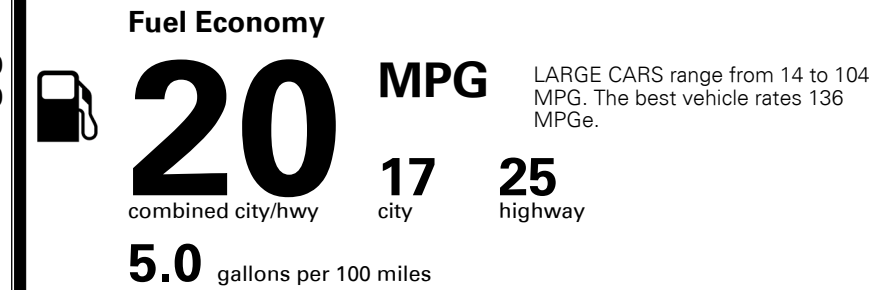 Fuel Economy
20 MPG
LARGE CARS range from 14 to 104
MPG. The best vehicle rates 136
MPGe.
combined city/hwy
17
city
25
highway
5.0 gallons per 100 miles